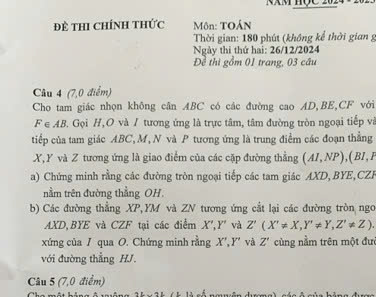 NĂM HỌC 2024 - 2025
ĐỀ THI CHÍNH THỨC
Môn: TOÁN
Thời gian: 180 phút (không kể thời gian g
Ngày thi thứ hai: 26/12/2024
Đề thi gồm 01 trang, 03 câu
Câu 4 (7,0 điểm)
Cho tam giác nhọn không cân ABC có các đường cao AD, BE, CF với
F ∈ AB. Gọi H, O và I tương ứng là trực tâm, tâm đường tròn ngoại tiếp và
tiếp của tam giác ABC, M, N và P tương ứng là trung điểm các đoạn thẳng
X, Y và Z tương ứng là giao điểm của các cặp đường thẳng (AI, NP), (BI, P
a) Chứng minh rằng các đường tròn ngoại tiếp các tam giác AXD, BYE, CZF
nằm trên đường thẳng OH.
b) Các đường thẳng XP, YM và ZN tương ứng cắt lại các đường tròn ngo
AXD, BYE và CZF tại các điểm X', Y' và Z' (X' ≠ X, Y' ≠ Y, Z' ≠ Z).
xứng của I qua O. Chứng minh rằng X', Y' và Z' cùng nằm trên một đườ
với đường thẳng HJ.
Câu 5 (7,0 điểm)